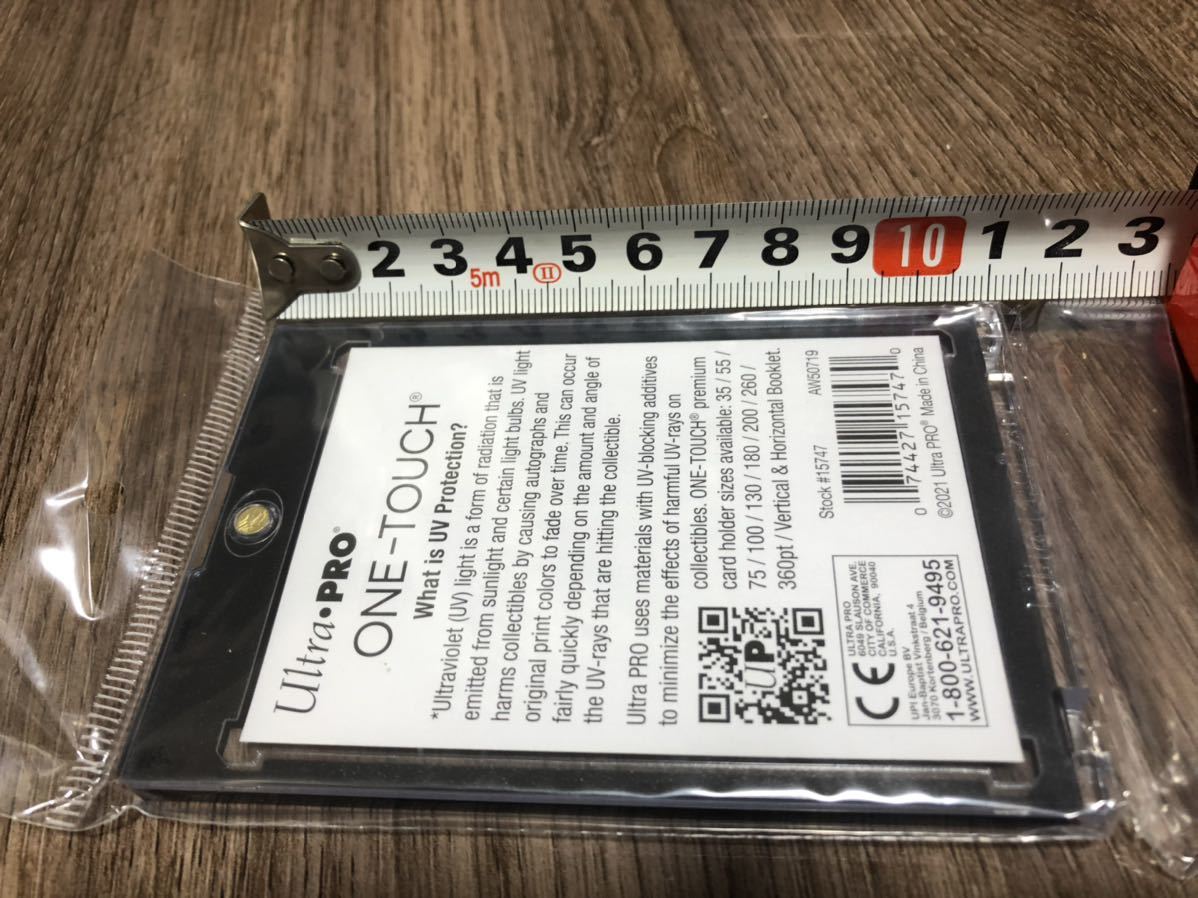 2 3 4 5 6 7 8 9 10 1 2 3
5m II
Ultra•PRO®
ONE-TOUCH®
What is UV Protection?
*Ultraviolet (UV) light is a form of radiation that is
emitted from sunlight and certain light bulbs. UV light
harms collectibles by causing autographs and
original print colors to fade over time. This can occur
fairly quickly depending on the amount and angle of
the UV-rays that are hitting the collectible.
Ultra PRO uses materials with UV-blocking additives
to minimize the effects of harmful UV-rays on
collectibles. ONE-TOUCH® premium
card holder sizes available: 35 / 55 /
75 / 100 / 130 / 180 / 200 / 260 /
360pt / Vertical & Horizontal Booklet.
UP
Stock #15747
AW50719
0 74427 15747 0
©2021 Ultra PRO® Made in China
CE
ULTRA PRO
6049 SLAUSON AVE.
CITY OF COMMERCE
CALIFORNIA, 90040
U.S.A.
UPI Europe BV
Jan-Baptist Vinkstraat 4
3070 Kortenberg / Belgium
1-800-621-9495
WWW.ULTRAPRO.COM